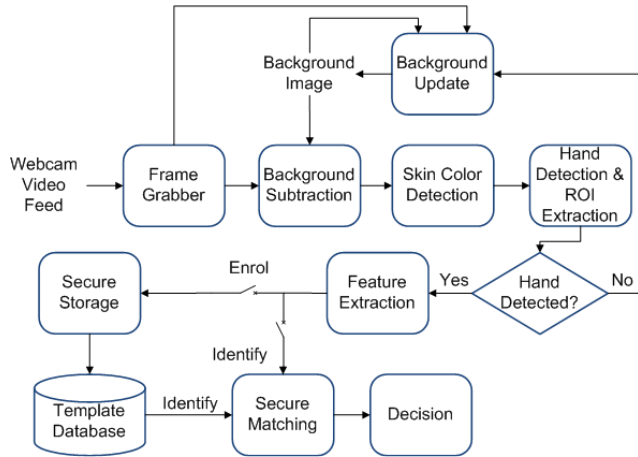 Background
Image
Background
Update
Webcam
Video
Feed
Frame
Grabber
Background
Subtraction
Skin Color
Detection
Hand
Detection &
ROI
Extraction
Secure
Storage
Enrol
Feature
Extraction
Yes
Hand
Detected?
No
Identify
Template
Database
Identify
Secure
Matching
Decision